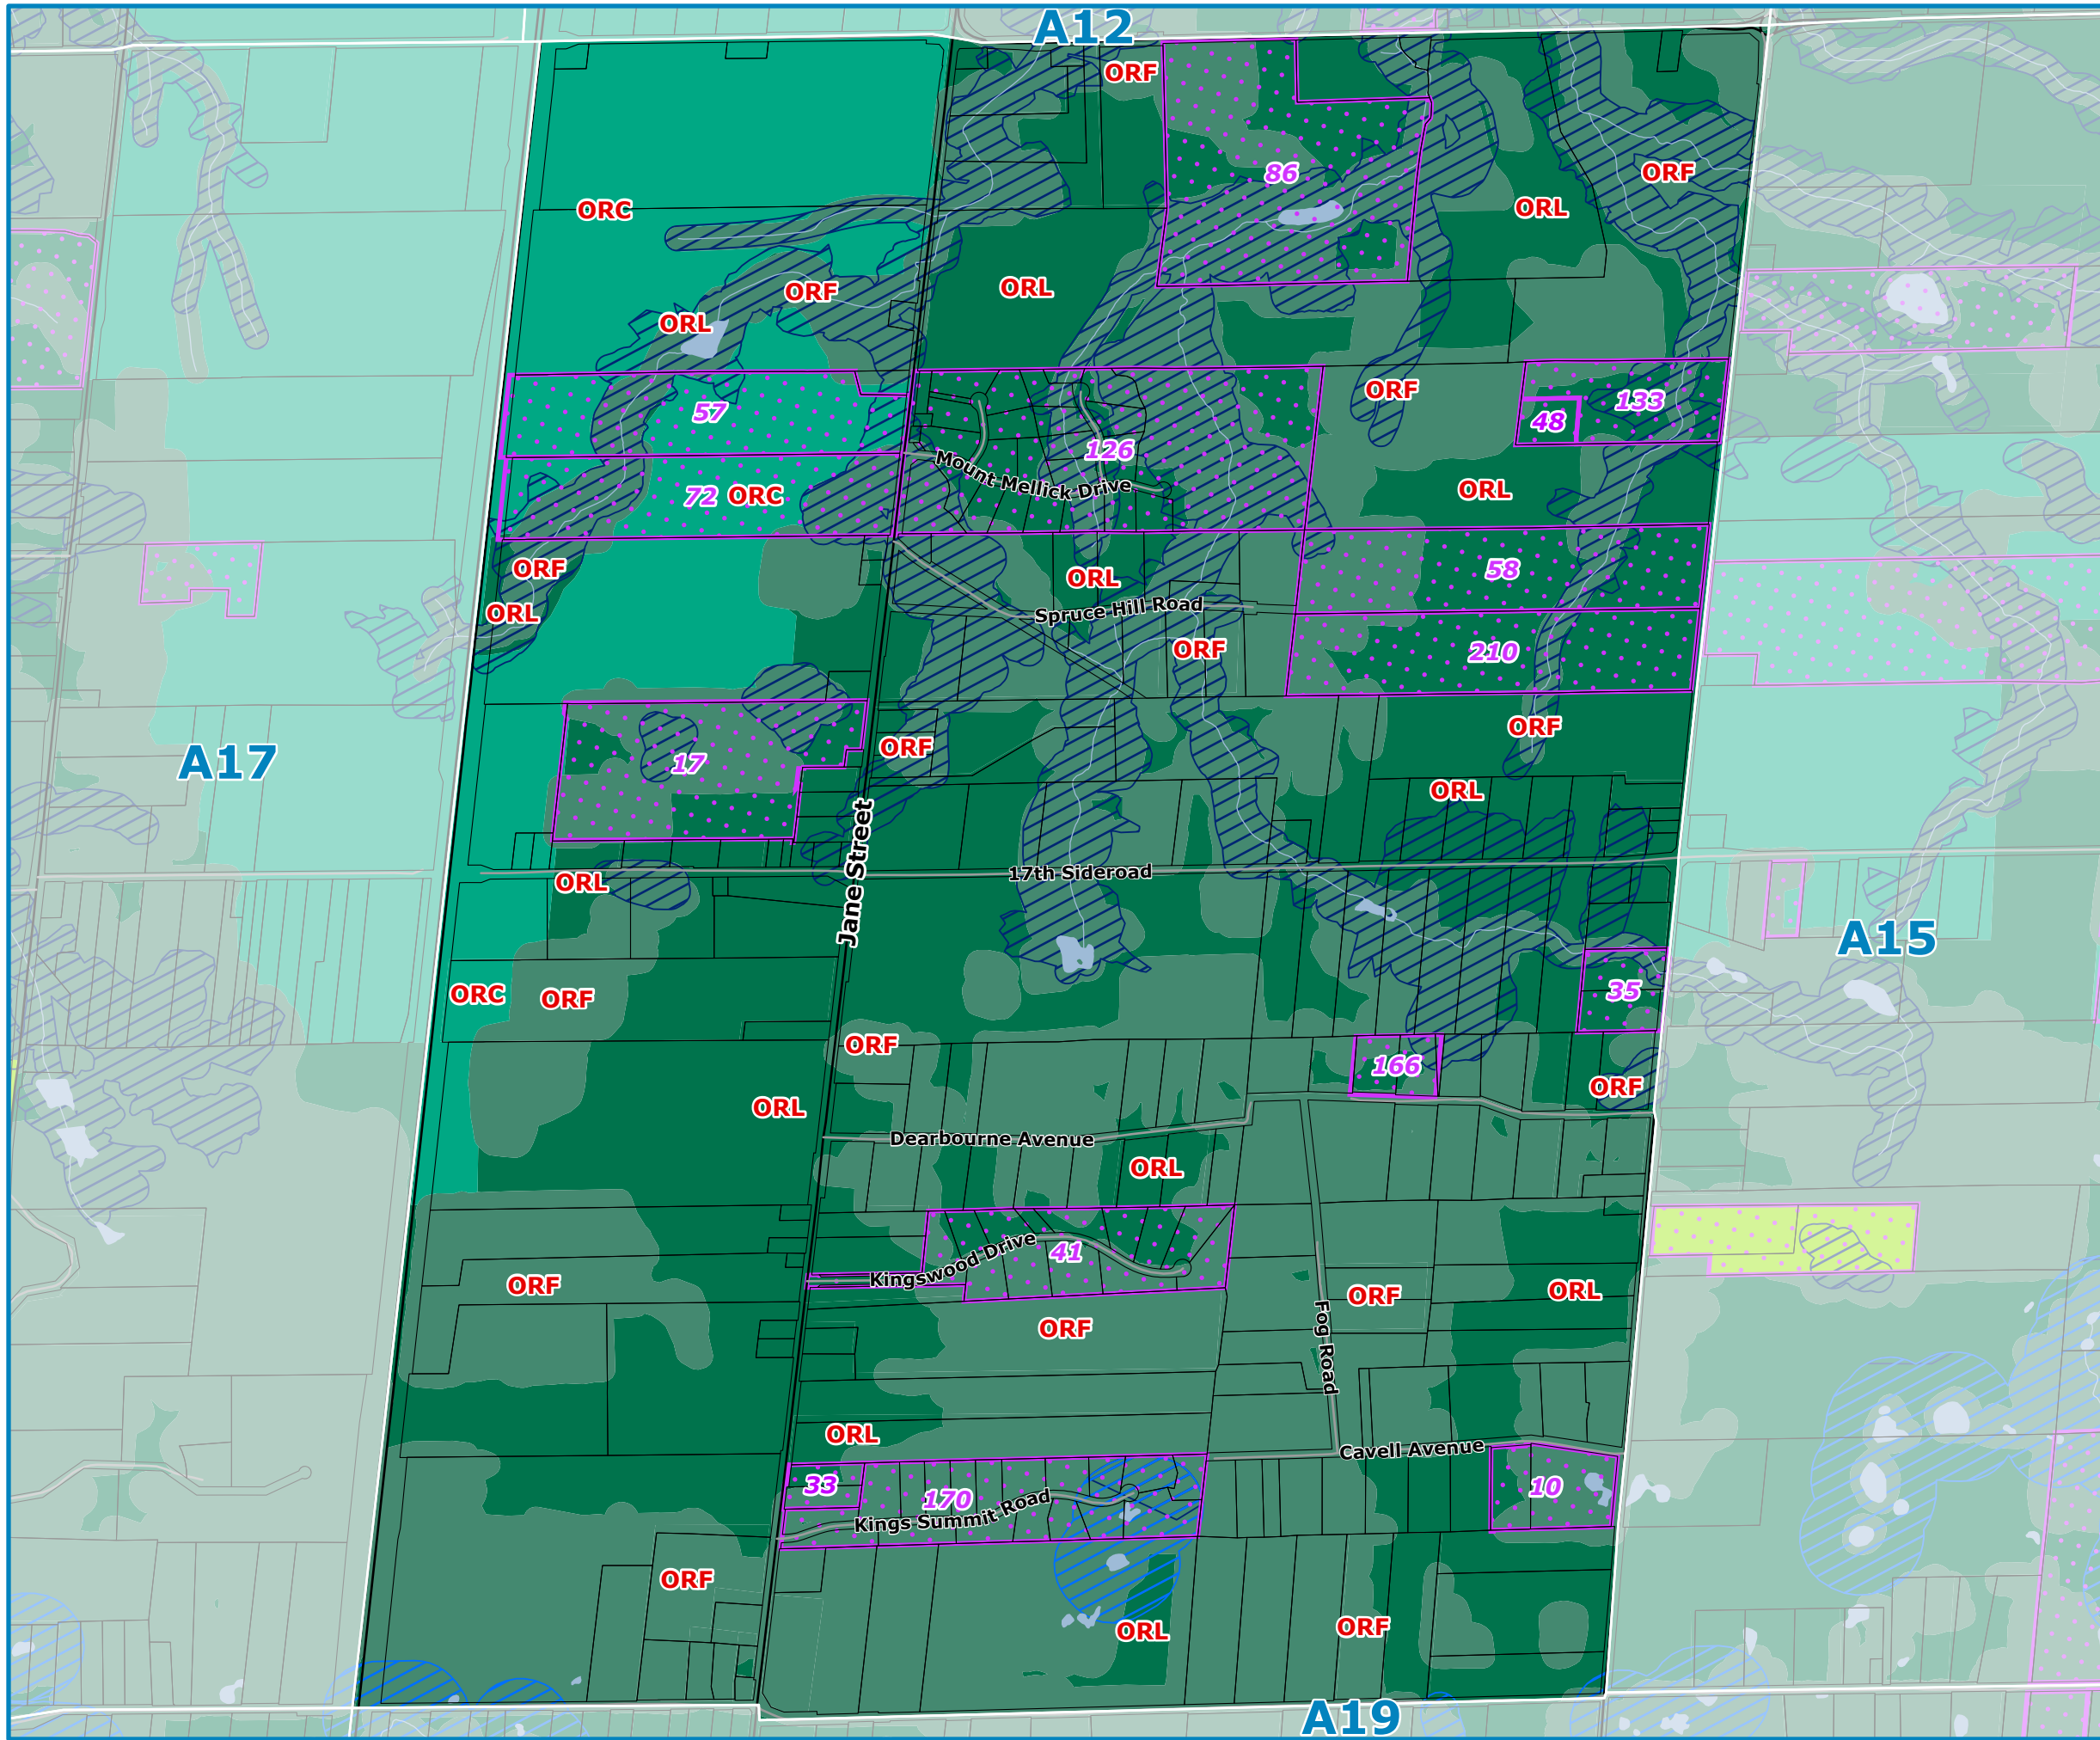 A12
ORF
86
ORF
ORC
ORL
ORL
ORF
ORL
ORF
133
57
48
126
Mount Mellick Drive
72 ORC
ORL
ORF
58
ORL
ORL
Spruce Hill Road
ORF
210
ORF
ORF
A17
17
ORL
Jane Street
17th Sideroad
ORL
A15
ORC
ORF
35
ORF
166
ORF
ORL
Dearbourne Avenue
ORL
Kingswood Drive
41
ORF
ORF
ORL
ORF
Fog Road
ORL
Cavell Avenue
33
170
10
Kings Summit Road
ORF
ORL
ORF
A19